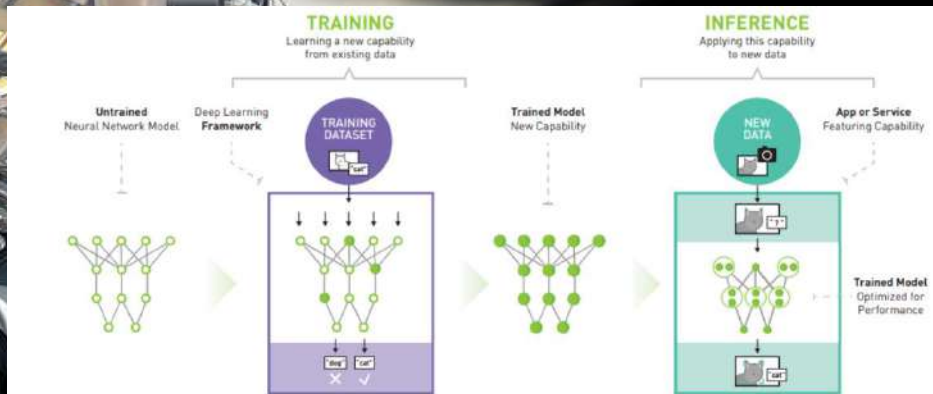 TRAINING
Learning a new capability
from existing data
INFERENCE
Applying this capability
to new data
Untrained
Neural Network Model
Deep Learning
Framework
TRAINING
DATASET
"cat"
Trained Model
New Capability
NEW
DATA
App or Service
Featuring Capability
"?"
Trained Model
Optimized for
Performance
"dog" "cat"
"cat"